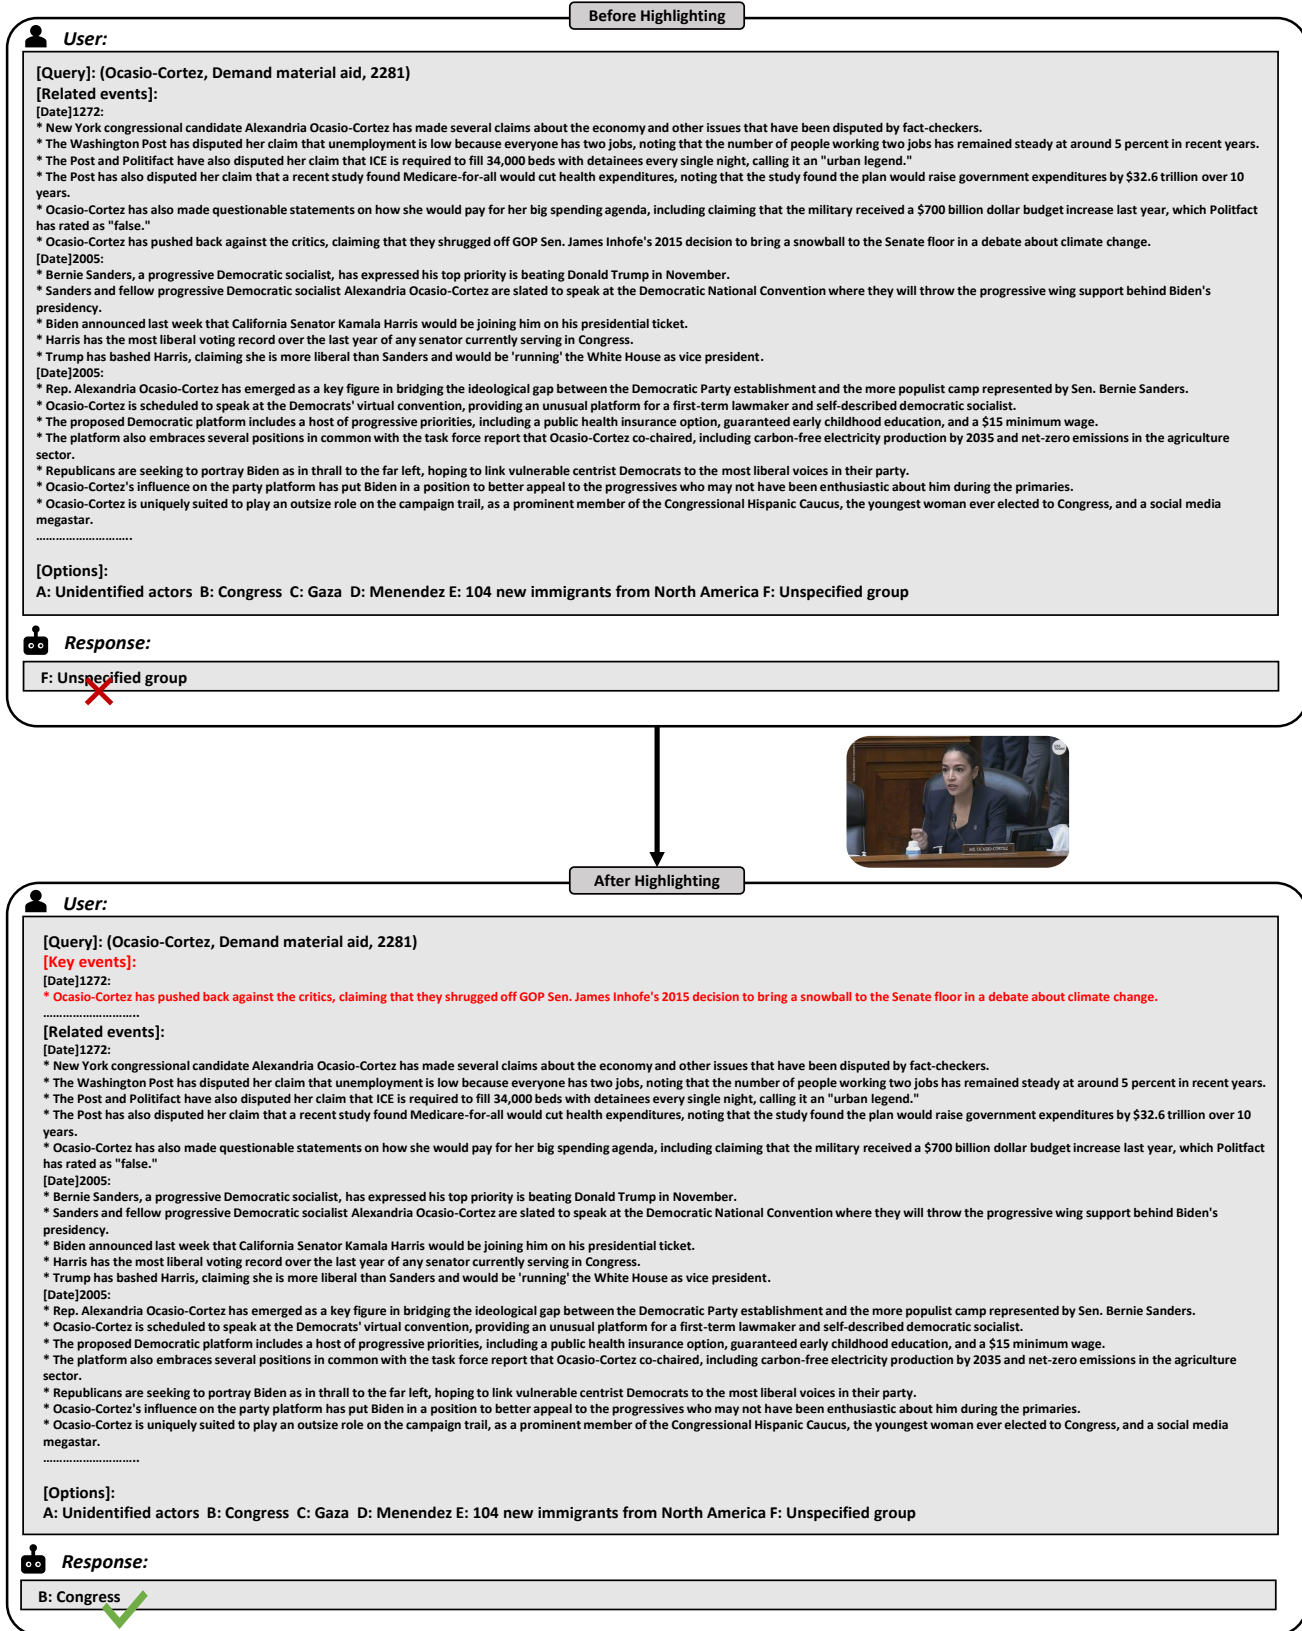 Before Highlighting
User:
[Query]: (Ocasio-Cortez, Demand material aid, 2281)
[Related events]:
[Date]1272:
* New York congressional candidate Alexandria Ocasio-Cortez has made several claims about the economy and other issues that have been disputed by fact-checkers.
* The Washington Post has disputed her claim that unemployment is low because everyone has two jobs, noting that the number of people working two jobs has remained steady at around 5 percent in recent years.
* The Post and Politifact have also disputed her claim that ICE is required to fill 34,000 beds with detainees every single night, calling it an "urban legend."
* The Post has also disputed her claim that a recent study found Medicare-for-all would cut health expenditures, noting that the study found the plan would raise government expenditures by $32.6 trillion over 10
years.
* Ocasio-Cortez has also made questionable statements on how she would pay for her big spending agenda, including claiming that the military received a $700 billion dollar budget increase last year, which Politfact
has rated as "false."
* Ocasio-Cortez has pushed back against the critics, claiming that they shrugged off GOP Sen. James Inhofe's 2015 decision to bring a snowball to the Senate floor in a debate about climate change.
[Date]2005:
* Bernie Sanders, a progressive Democratic socialist, has expressed his top priority is beating Donald Trump in November.
* Sanders and fellow progressive Democratic socialist Alexandria Ocasio-Cortez are slated to speak at the Democratic National Convention where they will throw the progressive wing support behind Biden's
presidency.
* Biden announced last week that California Senator Kamala Harris would be joining him on his presidential ticket.
* Harris has the most liberal voting record over the last year of any senator currently serving in Congress.
* Trump has bashed Harris, claiming she is more liberal than Sanders and would be 'running' the White House as vice president.
[Date]2005:
* Rep. Alexandria Ocasio-Cortez has emerged as a key figure in bridging the ideological gap between the Democratic Party establishment and the more populist camp represented by Sen. Bernie Sanders.
* Ocasio-Cortez is scheduled to speak at the Democrats' virtual convention, providing an unusual platform for a first-term lawmaker and self-described democratic socialist.
* The proposed Democratic platform includes a host of progressive priorities, including a public health insurance option, guaranteed early childhood education, and a $15 minimum wage.
* The platform also embraces several positions in common with the task force report that Ocasio-Cortez co-chaired, including carbon-free electricity production by 2035 and net-zero emissions in the agriculture
sector.
* Republicans are seeking to portray Biden as in thrall to the far left, hoping to link vulnerable centrist Democrats to the most liberal voices in their party.
* Ocasio-Cortez's influence on the party platform has put Biden in a position to better appeal to the progressives who may not have been enthusiastic about him during the primaries.
* Ocasio-Cortez is uniquely suited to play an outsize role on the campaign trail, as a prominent member of the Congressional Hispanic Caucus, the youngest woman ever elected to Congress, and a social media
megastar.
………………………..
[Options]:
A: Unidentified actors B: Congress C: Gaza D: Menendez E: 104 new immigrants from North America F: Unspecified group
Response:
F: Unspecified group
MS. OCASIO-CORTEZ
After Highlighting
User:
[Query]: (Ocasio-Cortez, Demand material aid, 2281)
[Key events]:
[Date]1272:
* Ocasio-Cortez has pushed back against the critics, claiming that they shrugged off GOP Sen. James Inhofe's 2015 decision to bring a snowball to the Senate floor in a debate about climate change.
………………………..
[Related events]:
[Date]1272:
* New York congressional candidate Alexandria Ocasio-Cortez has made several claims about the economy and other issues that have been disputed by fact-checkers.
* The Washington Post has disputed her claim that unemployment is low because everyone has two jobs, noting that the number of people working two jobs has remained steady at around 5 percent in recent years.
* The Post and Politifact have also disputed her claim that ICE is required to fill 34,000 beds with detainees every single night, calling it an "urban legend."
* The Post has also disputed her claim that a recent study found Medicare-for-all would cut health expenditures, noting that the study found the plan would raise government expenditures by $32.6 trillion over 10
years.
* Ocasio-Cortez has also made questionable statements on how she would pay for her big spending agenda, including claiming that the military received a $700 billion dollar budget increase last year, which Politfact
has rated as "false."
[Date]2005:
* Bernie Sanders, a progressive Democratic socialist, has expressed his top priority is beating Donald Trump in November.
* Sanders and fellow progressive Democratic socialist Alexandria Ocasio-Cortez are slated to speak at the Democratic National Convention where they will throw the progressive wing support behind Biden's
presidency.
* Biden announced last week that California Senator Kamala Harris would be joining him on his presidential ticket.
* Harris has the most liberal voting record over the last year of any senator currently serving in Congress.
* Trump has bashed Harris, claiming she is more liberal than Sanders and would be 'running' the White House as vice president.
[Date]2005:
* Rep. Alexandria Ocasio-Cortez has emerged as a key figure in bridging the ideological gap between the Democratic Party establishment and the more populist camp represented by Sen. Bernie Sanders.
* Ocasio-Cortez is scheduled to speak at the Democrats' virtual convention, providing an unusual platform for a first-term lawmaker and self-described democratic socialist.
* The proposed Democratic platform includes a host of progressive priorities, including a public health insurance option, guaranteed early childhood education, and a $15 minimum wage.
* The platform also embraces several positions in common with the task force report that Ocasio-Cortez co-chaired, including carbon-free electricity production by 2035 and net-zero emissions in the agriculture
sector.
* Republicans are seeking to portray Biden as in thrall to the far left, hoping to link vulnerable centrist Democrats to the most liberal voices in their party.
* Ocasio-Cortez's influence on the party platform has put Biden in a position to better appeal to the progressives who may not have been enthusiastic about him during the primaries.
* Ocasio-Cortez is uniquely suited to play an outsize role on the campaign trail, as a prominent member of the Congressional Hispanic Caucus, the youngest woman ever elected to Congress, and a social media
megastar.
………………………..
[Options]:
A: Unidentified actors B: Congress C: Gaza D: Menendez E: 104 new immigrants from North America F: Unspecified group
Response:
B: Congress